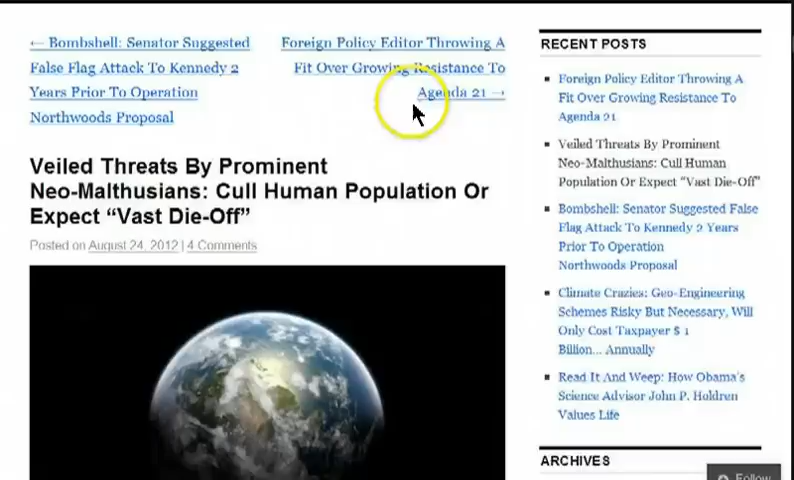 ← Bombshell: Senator Suggested
False Flag Attack To Kennedy 2
Years Prior To Operation
Northwoods Proposal
Foreign Policy Editor Throwing A
Fit Over Growing Resistance To
Agenda 21 →
Veiled Threats By Prominent
Neo-Malthusians: Cull Human Population Or
Expect “Vast Die-Off”
Posted on August 24, 2012 | 4 Comments
RECENT POSTS
Foreign Policy Editor Throwing A
Fit Over Growing Resistance To
Agenda 21
Veiled Threats By Prominent
Neo-Malthusians: Cull Human
Population Or Expect “Vast Die-Off”
Bombshell: Senator Suggested False
Flag Attack To Kennedy 2 Years
Prior To Operation
Northwoods Proposal
Climate Crazies: Geo-Engineering
Schemes Risky But Necessary, Will
Only Cost Taxpayer $ 1
Billion... Annually
Read It And Weep: How Obama's
Science Advisor John P. Holdren
Values Life
ARCHIVES
Follow